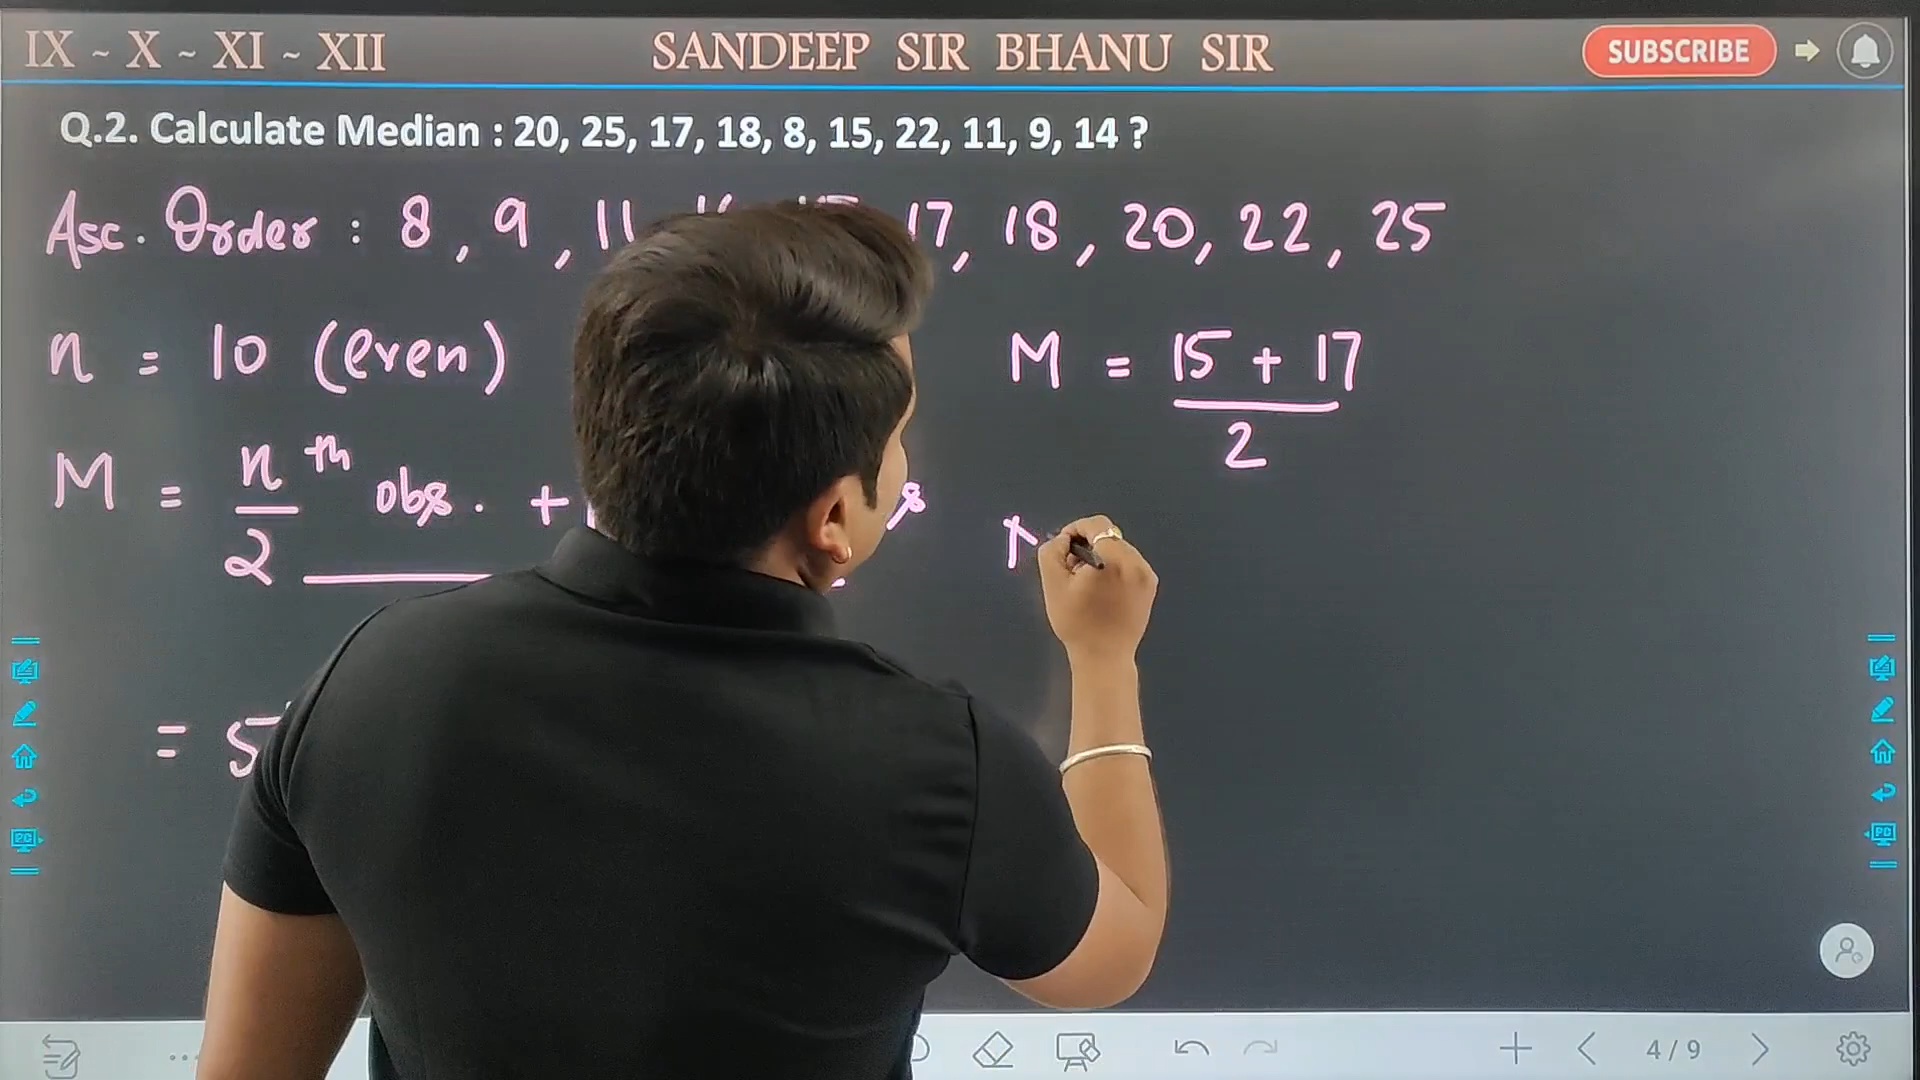 IX ~ X ~ XI ~ XII SANDEEP SIR BHANU SIR SUBSCRIBE
Q.2. Calculate Median : 20, 25, 17, 18, 8, 15, 22, 11, 9, 14 ?
Asc. Order : 8 , 9 , 11 17, 18 , 20, 22, 25
n = 10 (even)
M = n/2 th obs. +
= 5
M = 15 + 17 / 2
4 / 9